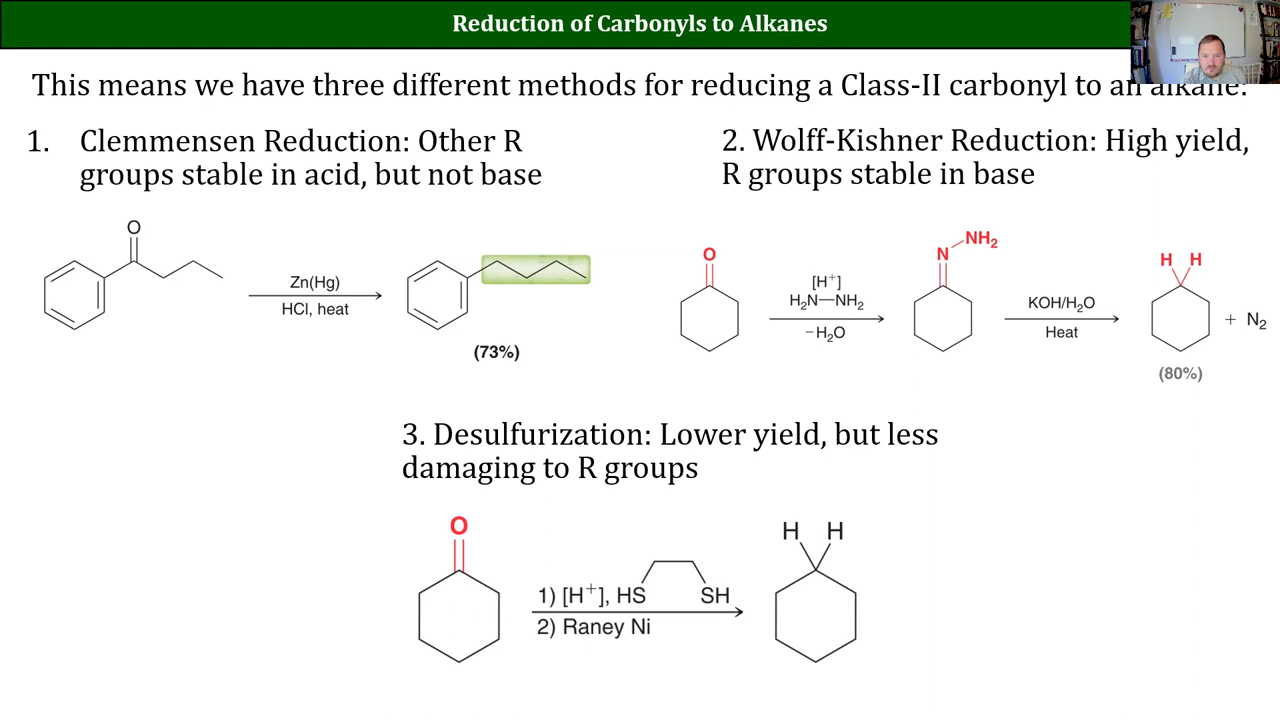 Reduction of Carbonyls to Alkanes
This means we have three different methods for reducing a Class-II carbonyl to an alkane:
1. Clemmensen Reduction: Other R
groups stable in acid, but not base
2. Wolff-Kishner Reduction: High yield,
R groups stable in base
O
Zn(Hg)
HCl, heat
(73%)
O
[H+]
H2N—NH2
−H2O
N
NH2
KOH/H2O
Heat
H H
+ N2
(80%)
3. Desulfurization: Lower yield, but less
damaging to R groups
O
1) [H+], HS SH
2) Raney Ni
H H